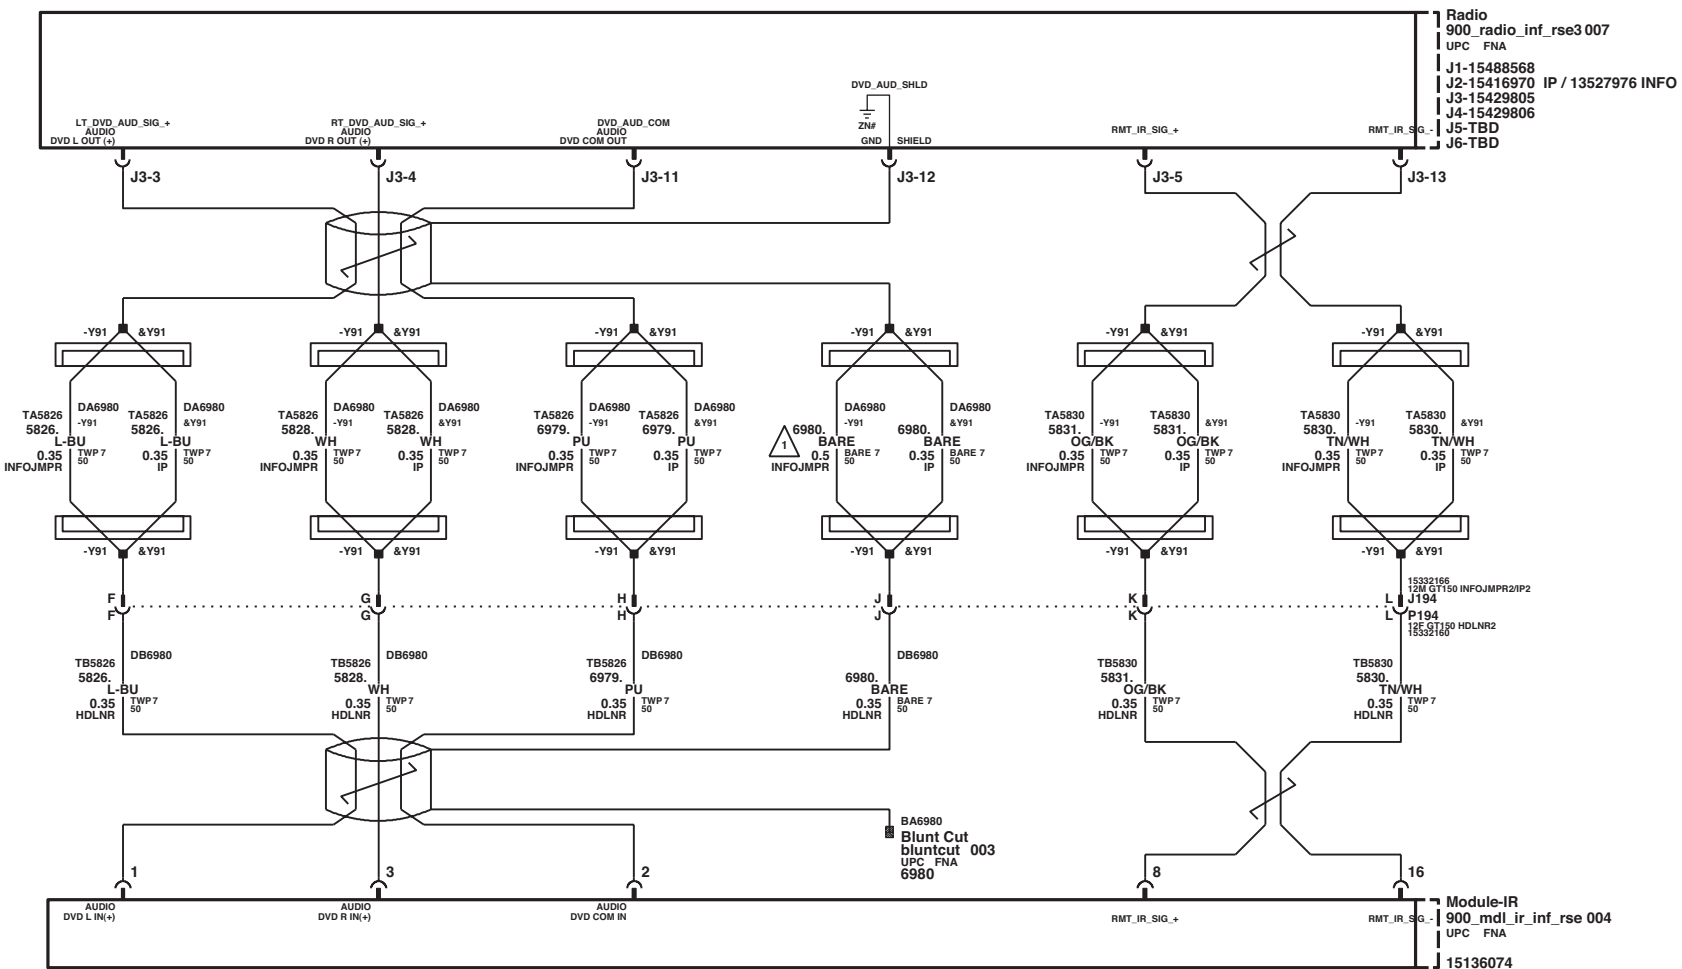 Radio
900_radio_inf_rse3 007
UPC FNA
J1-15488568
J2-15416970 IP / 13527976 INFO
J3-15429805
J4-15429806
J5-TBD
J6-TBD
DVD_AUD_SHLD
ZN#
LT_DVD_AUD_SIG_+
AUDIO
DVD L OUT (+)
RT_DVD_AUD_SIG_+
AUDIO
DVD R OUT (+)
DVD_AUD_COM
AUDIO
DVD COM OUT
GND SHIELD
RMT_IR_SIG_+
RMT_IR_SIG_-
J3-3 J3-4 J3-11 J3-12 J3-5 J3-13
-Y91 &Y91 -Y91 &Y91 -Y91 &Y91 -Y91 &Y91 -Y91 &Y91 -Y91 &Y91
TA5826
5826.
L-BU
0.35
INFOJMPR
DA6980
-Y91
TWP 7
50
TA5826
5826.
L-BU
0.35
IP
DA6980
&Y91
TWP 7
50
TA5826
5828.
WH
0.35
INFOJMPR
DA6980
-Y91
TWP 7
50
TA5826
5828.
WH
0.35
IP
DA6980
&Y91
TWP 7
50
TA5826
6979.
PU
0.35
INFOJMPR
DA6980
-Y91
TWP 7
50
TA5826
6979.
PU
0.35
IP
DA6980
&Y91
TWP 7
50
1
6980.
BARE
0.5
INFOJMPR
DA6980
-Y91
BARE 7
50
6980.
BARE
0.35
IP
DA6980
&Y91
BARE 7
50
TA5830
5831.
OG/BK
0.35
INFOJMPR
-Y91
TWP 7
50
TA5830
5831.
OG/BK
0.35
IP
&Y91
TWP 7
50
TA5830
5830.
TN/WH
0.35
INFOJMPR
-Y91
TWP 7
50
TA5830
5830.
TN/WH
0.35
IP
&Y91
TWP 7
50
-Y91 &Y91 -Y91 &Y91 -Y91 &Y91 -Y91 &Y91 -Y91 &Y91 -Y91 &Y91
15332166
12M GT150 INFOJMPR2/IP2
F G H J K L J194
F G H J K L P194
12F GT150 HDLNR2
15332160
TB5826
5826.
L-BU
0.35
HDLNR
DB6980
TWP 7
50
TB5826
5828.
WH
0.35
HDLNR
DB6980
TWP 7
50
TB5826
6979.
PU
0.35
HDLNR
DB6980
TWP 7
50
6980.
BARE
0.35
HDLNR
DB6980
BARE 7
50
TB5830
5831.
OG/BK
0.35
HDLNR
TWP 7
50
TB5830
5830.
TN/WH
0.35
HDLNR
TWP 7
50
BA6980
Blunt Cut
bluntcut 003
UPC FNA
6980
1 3 2 8 16
AUDIO
DVD L IN(+)
AUDIO
DVD R IN(+)
AUDIO
DVD COM IN
RMT_IR_SIG_+
RMT_IR_SIG_-
Module-IR
900_mdl_ir_inf_rse 004
UPC FNA
15136074